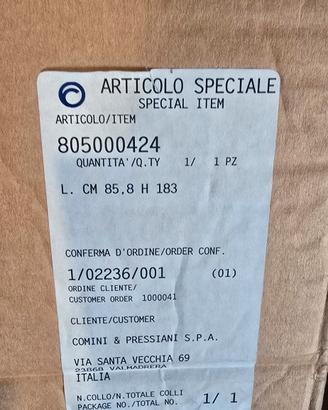 ARTICOLO SPECIALE
SPECIAL ITEM
ARTICOLO/ITEM
805000424
QUANTITA'/Q.TY 1/ 1 PZ
L. CM 85,8 H 183
CONFERMA D'ORDINE/ORDER CONF.
1/02236/001 (01)
ORDINE CLIENTE/
CUSTOMER ORDER 1000041
CLIENTE/CUSTOMER
COMINI & PRESSIANI S.P.A.
VIA SANTA VECCHIA 69
23868 VALMADRERA
ITALIA
N.COLLO/N.TOTALE COLLI
PACKAGE NO./TOTAL NO. 1/ 1